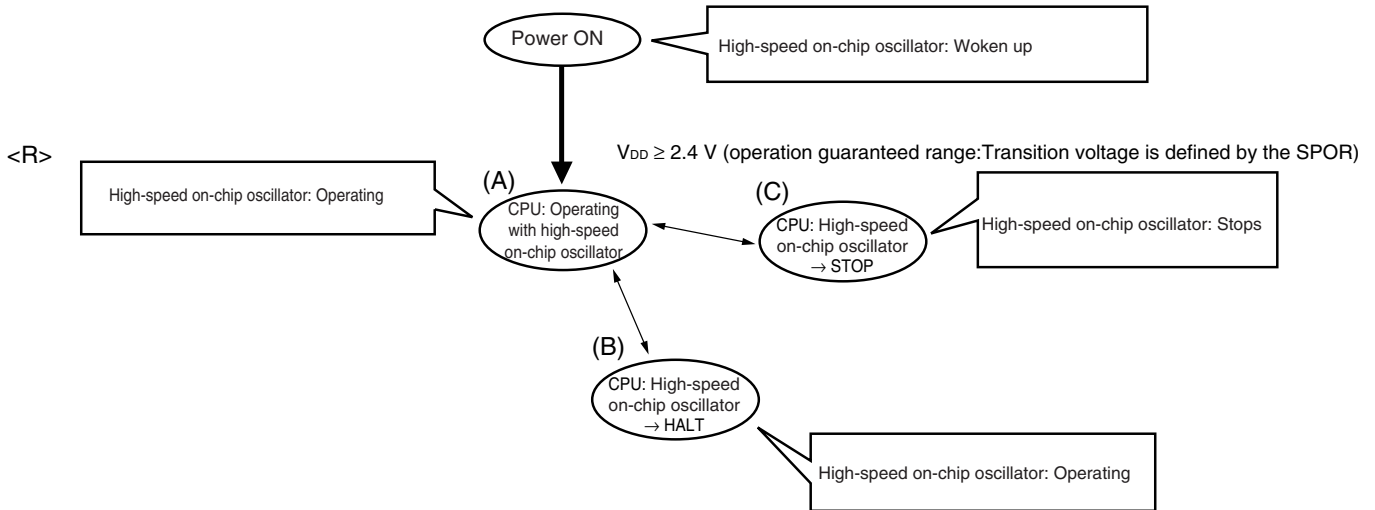 Power ON
High-speed on-chip oscillator: Woken up
<R>
VDD ≥ 2.4 V (operation guaranteed range:Transition voltage is defined by the SPOR)
High-speed on-chip oscillator: Operating
(A)
CPU: Operating
with high-speed
on-chip oscillator
(C)
CPU: High-speed
on-chip oscillator
→ STOP
High-speed on-chip oscillator: Stops
(B)
CPU: High-speed
on-chip oscillator
→ HALT
High-speed on-chip oscillator: Operating